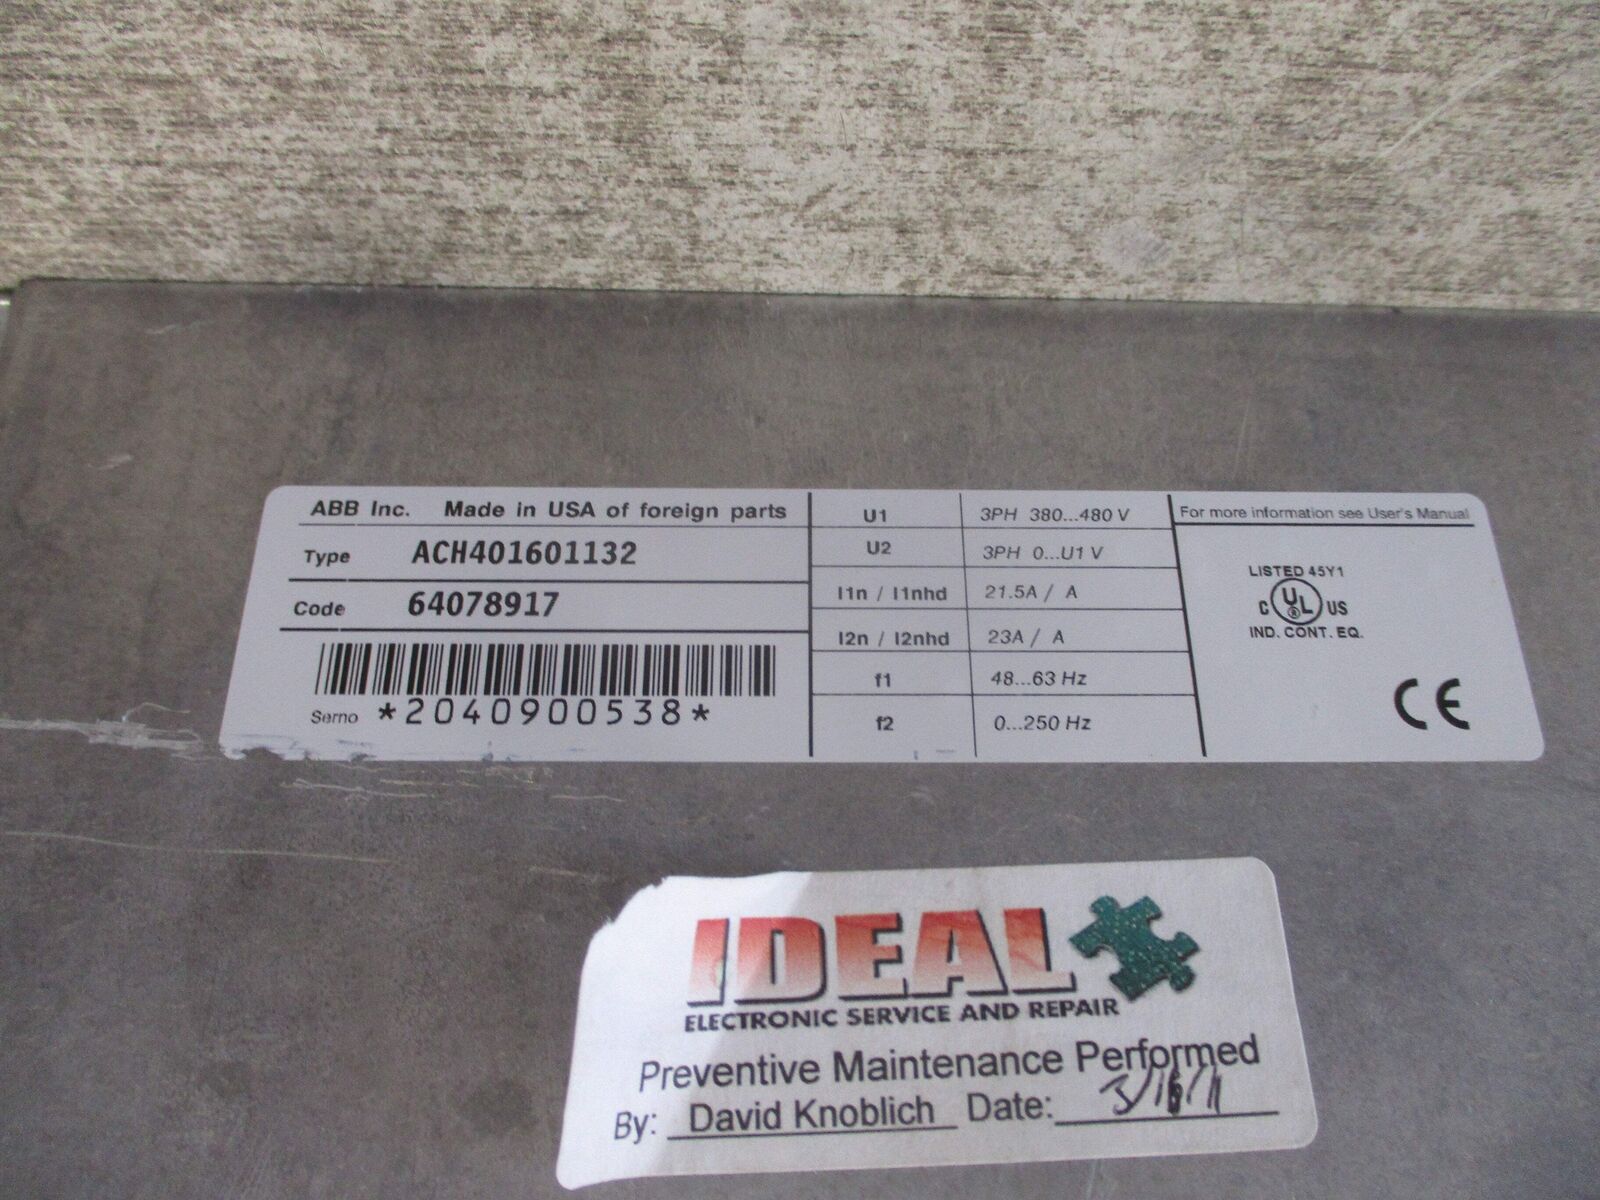 ABB Inc. Made in USA of foreign parts
Type ACH401601132
Code 64078917
Serno *2040900538*
U1 3PH 380...480 V
U2 3PH 0...U1 V
I1n / I1nhd 21.5A / A
I2n / I2nhd 23A / A
f1 48...63 Hz
f2 0...250 Hz
For more information see User's Manual
LISTED 45Y1
C UL ® US
IND. CONT. EQ.
CE
IDEAL
ELECTRONIC SERVICE AND REPAIR
Preventive Maintenance Performed
By: David Knoblich Date: 3/16/11